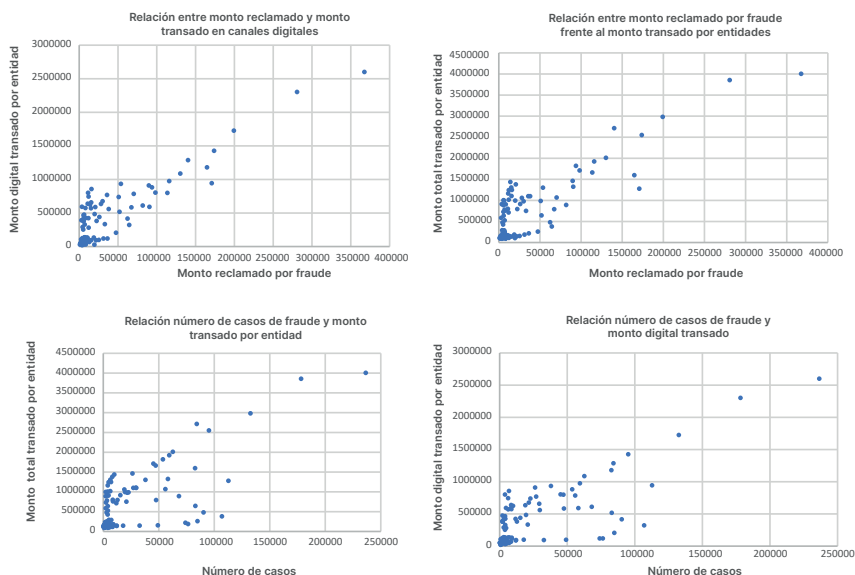 Relación entre monto reclamado y monto
transado en canales digitales
Monto digital transado por entidad
3000000
2500000
2000000
1500000
1000000
500000
0
0 50000 100000 150000 200000 250000 300000 350000 400000
Monto reclamado por fraude
Relación entre monto reclamado por fraude
frente al monto transado por entidades
Monto total transado por entidad
4500000
4000000
3500000
3000000
2500000
2000000
1500000
1000000
500000
0
0 50000 100000 150000 200000 250000 300000 350000 400000
Monto reclamado por fraude
Relación número de casos de fraude y monto
transado por entidad
Monto total transado por entidad
4500000
4000000
3500000
3000000
2500000
2000000
1500000
1000000
500000
0
0 50000 100000 150000 200000 250000
Número de casos
Relación número de casos de fraude y
monto digital transado
Monto digital transado por entidad
3000000
2500000
2000000
1500000
1000000
500000
0
0 50000 100000 150000 200000 250000
Número de casos